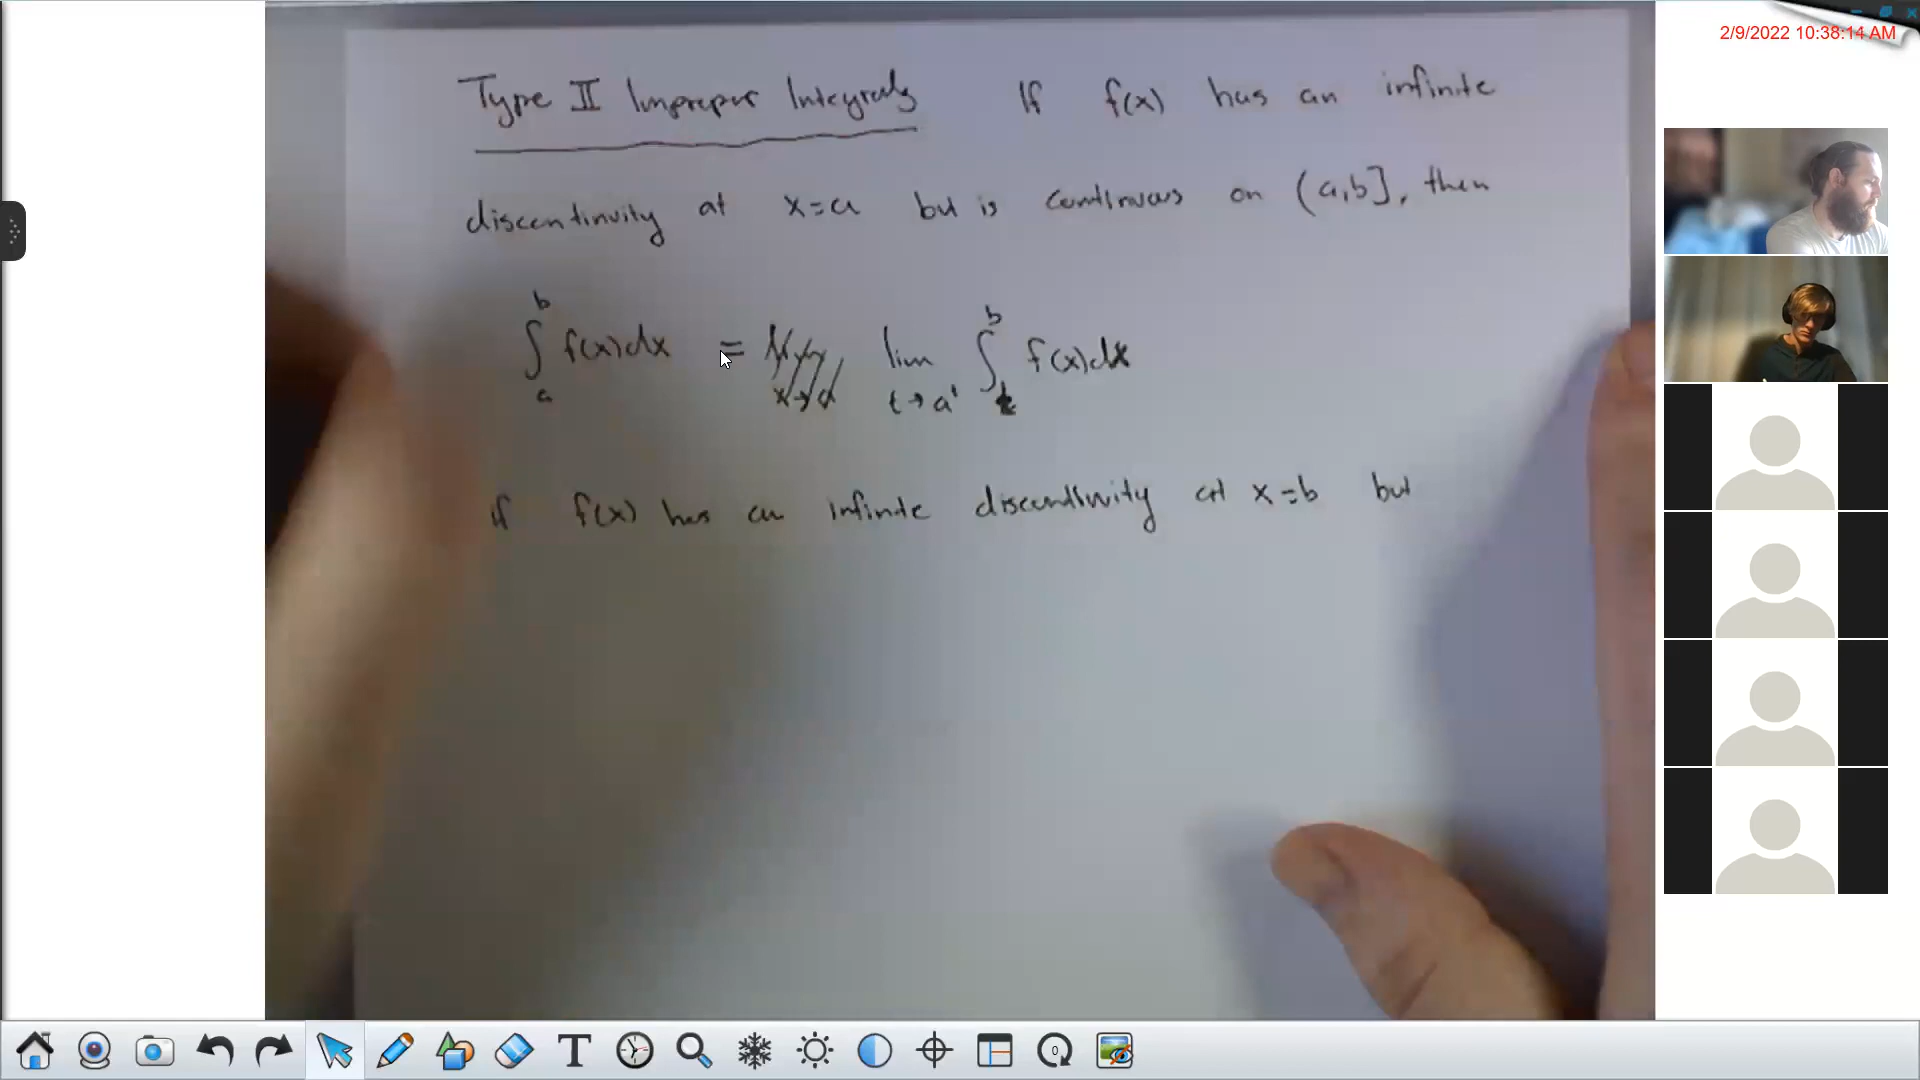 2/9/2022 10:38:14 AM
Type II Improper Integrals If f(x) has an infinite
discontinuity at x=a but is continuous on (a,b], then
∫_a^b f(x)dx = lim_{t→a⁺} ∫_t^b f(x)dx
if f(x) has an infinite discontinuity at x=b but
T
0